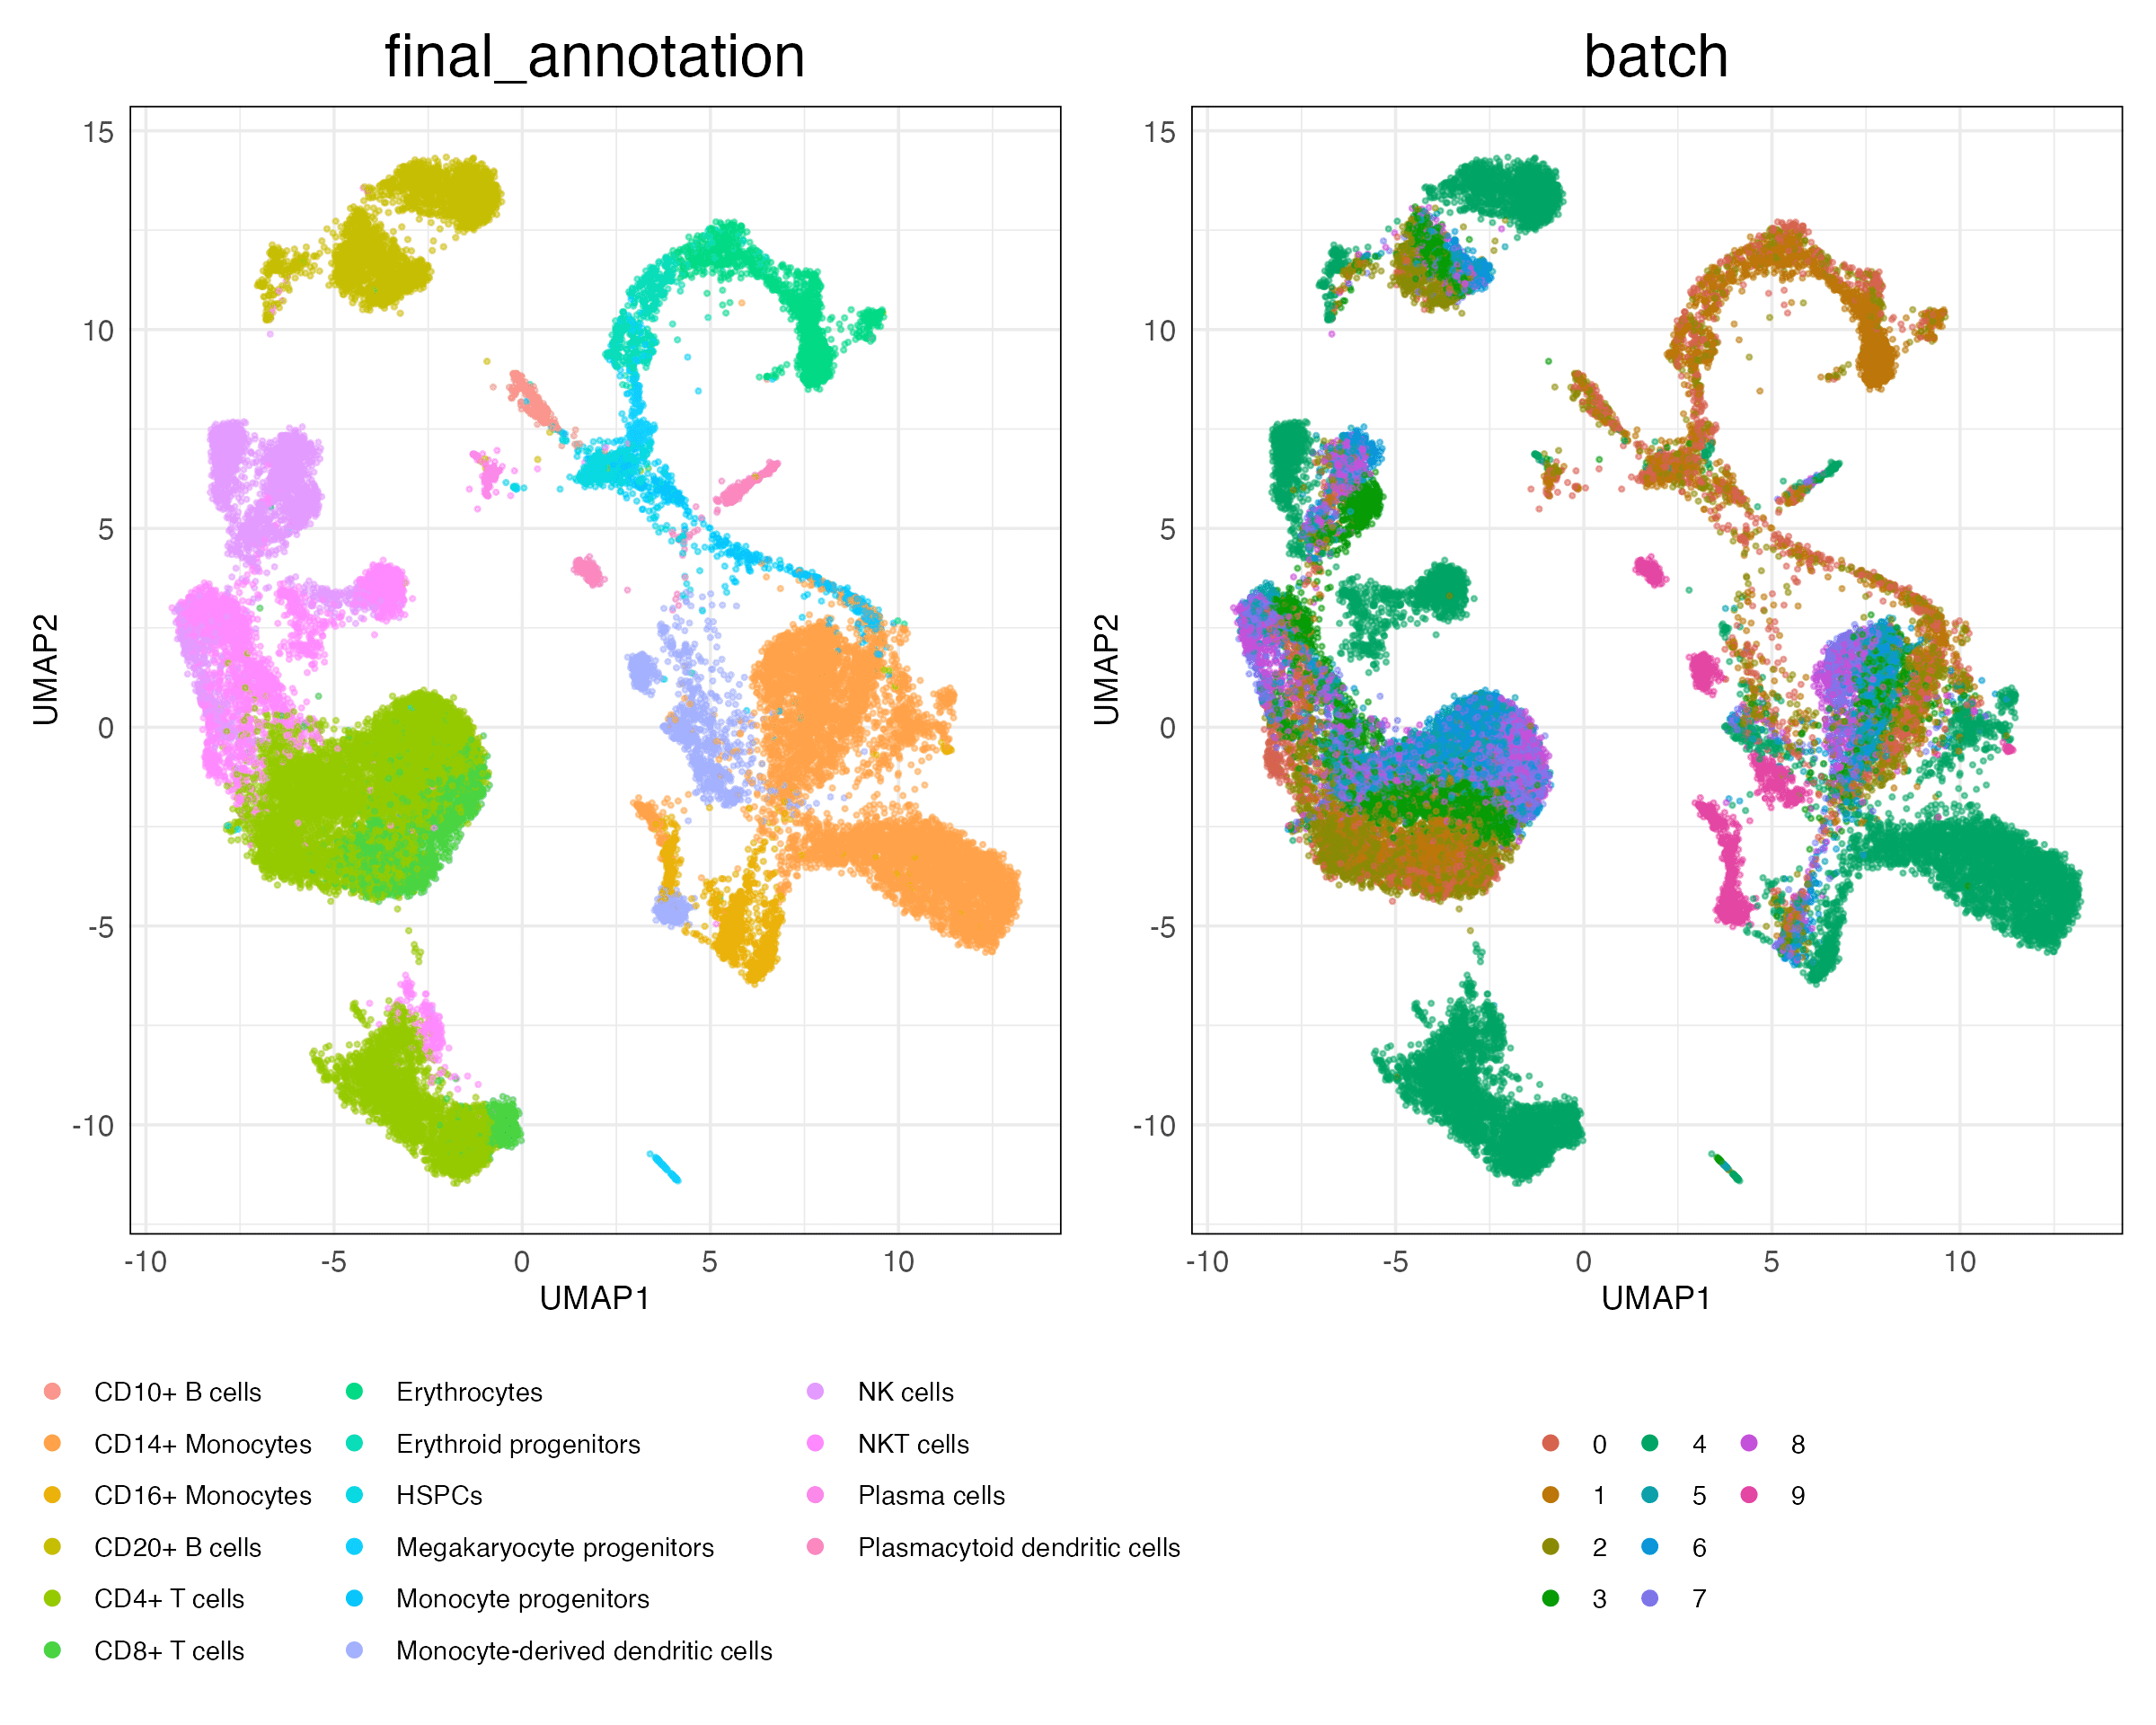 final_annotation
batch
15
10
5
0
-5
-10
UMAP2
-10
-5
0
5
10
UMAP1
15
10
5
0
-5
-10
UMAP2
-10
-5
0
5
10
UMAP1
CD10+ B cells
CD14+ Monocytes
CD16+ Monocytes
CD20+ B cells
CD4+ T cells
CD8+ T cells
Erythrocytes
Erythroid progenitors
HSPCs
Megakaryocyte progenitors
Monocyte progenitors
Monocyte-derived dendritic cells
NK cells
NKT cells
Plasma cells
Plasmacytoid dendritic cells
0
1
2
3
4
5
6
7
8
9